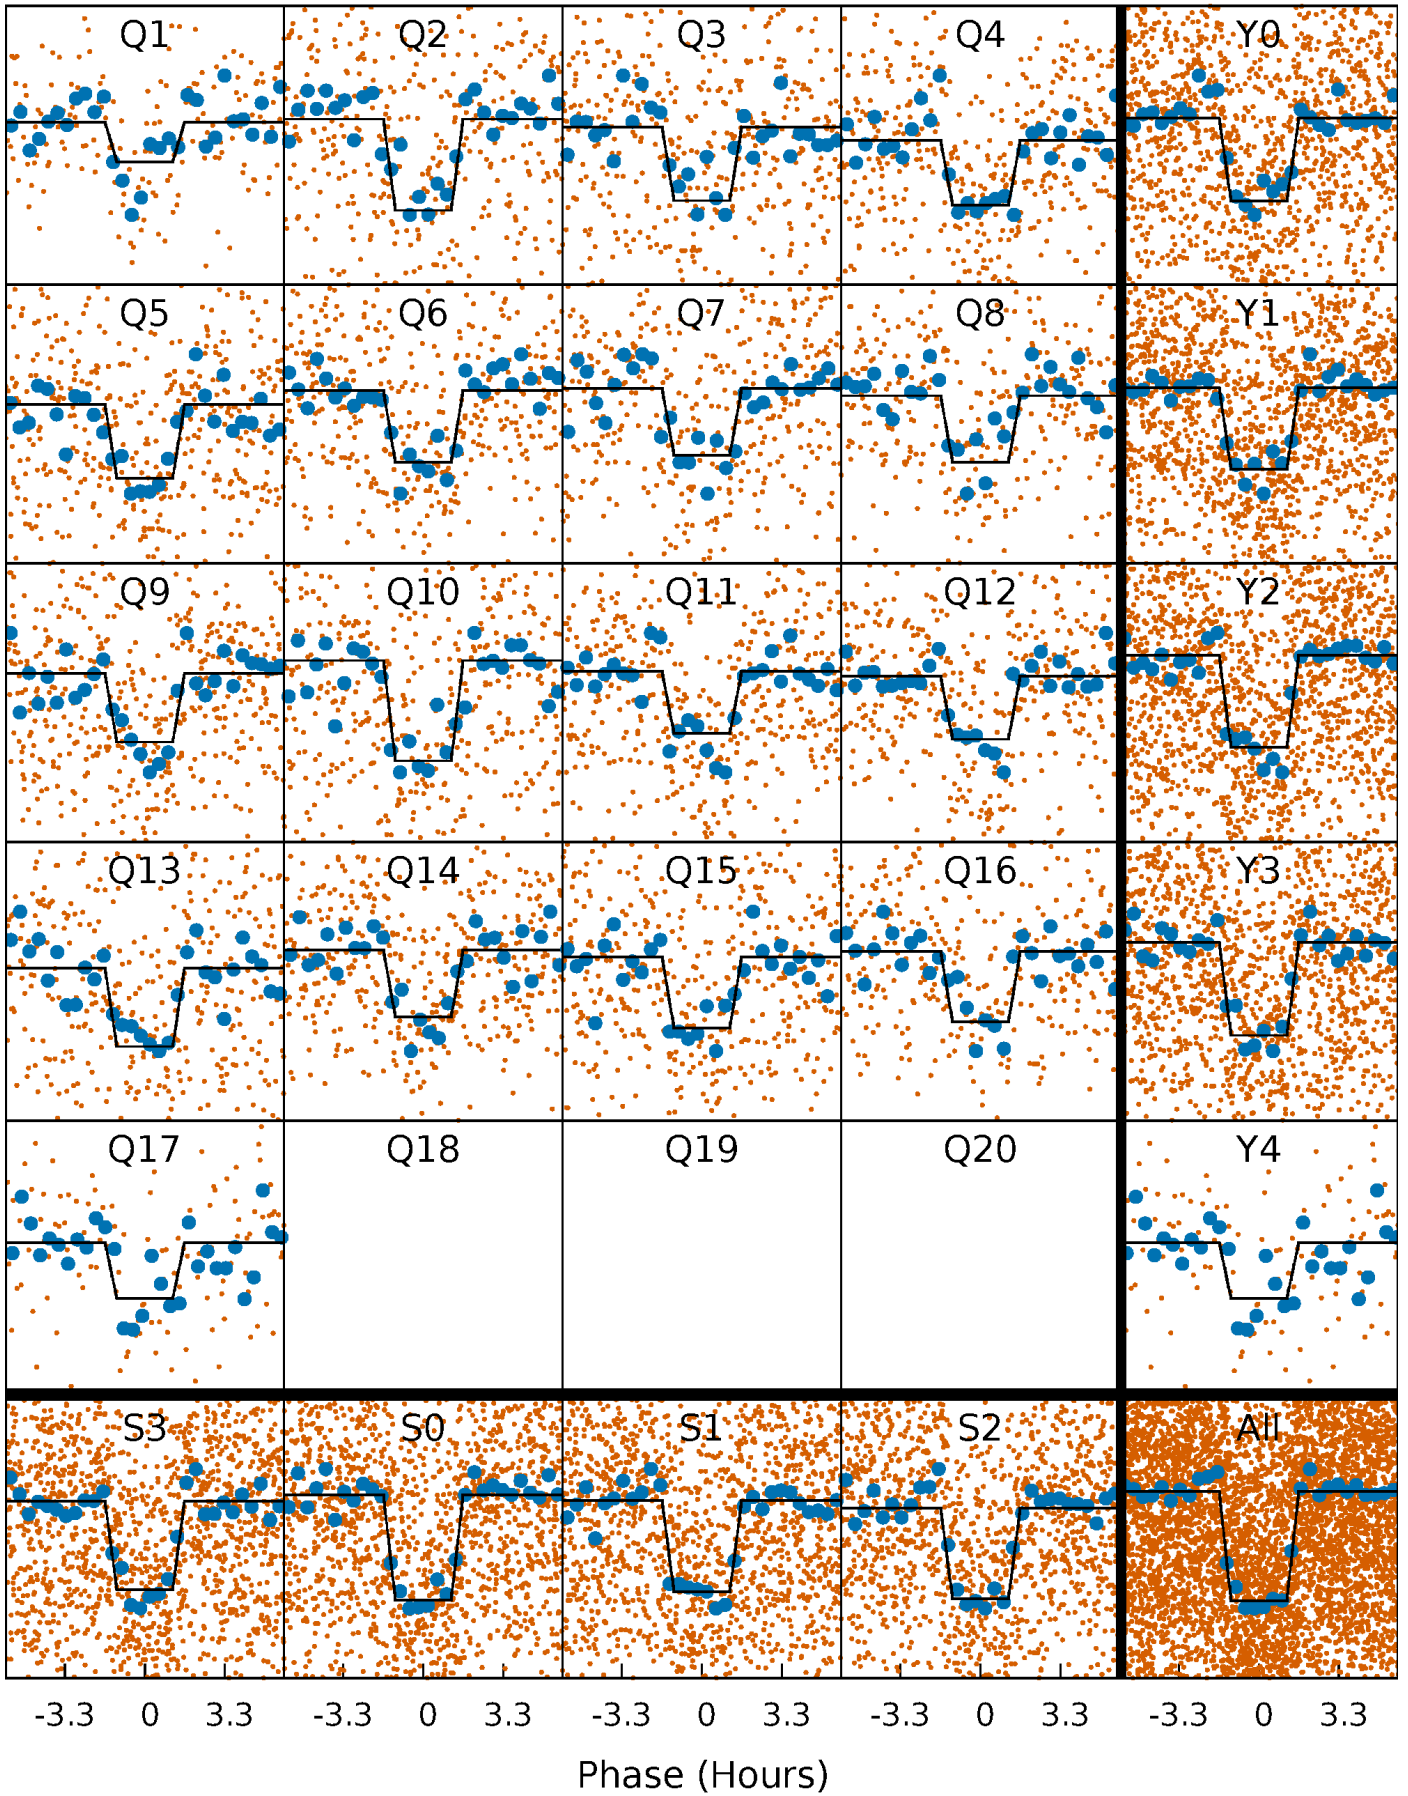 Q1 Q2 Q3 Q4 Y0
Q5 Q6 Q7 Q8 Y1
Q9 Q10 Q11 Q12 Y2
Q13 Q14 Q15 Q16 Y3
Q17 Q18 Q19 Q20 Y4
S3 S0 S1 S2 All
-3.3 0 3.3 -3.3 0 3.3 -3.3 0 3.3 -3.3 0 3.3 -3.3 0 3.3
Phase (Hours)